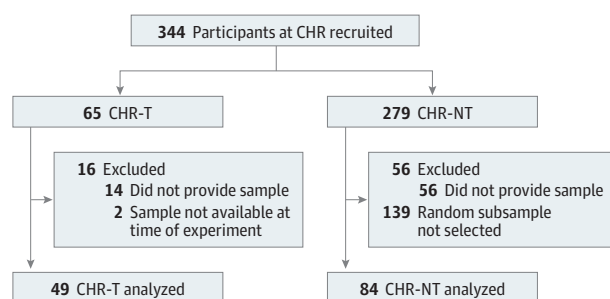 344 Participants at CHR recruited
65 CHR-T
279 CHR-NT
16 Excluded
14 Did not provide sample
2 Sample not available at
time of experiment
56 Excluded
56 Did not provide sample
139 Random subsample
not selected
49 CHR-T analyzed
84 CHR-NT analyzed